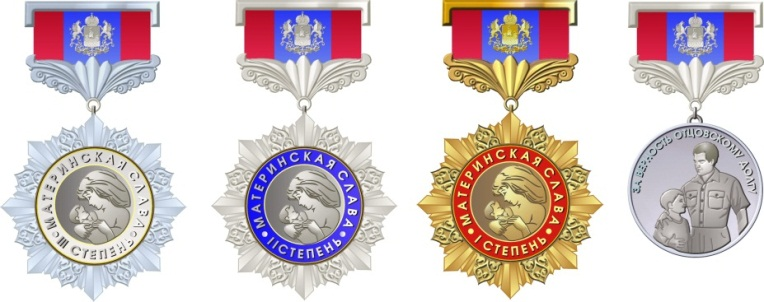 МАТЕРИНСКАЯ СЛАВА
III СТЕПЕНЬ
МАТЕРИНСКАЯ СЛАВА
II СТЕПЕНЬ
МАТЕРИНСКАЯ СЛАВА
I СТЕПЕНЬ
ЗА ВЕРНОСТЬ ОТЦОВСКОМУ ДОЛГУ